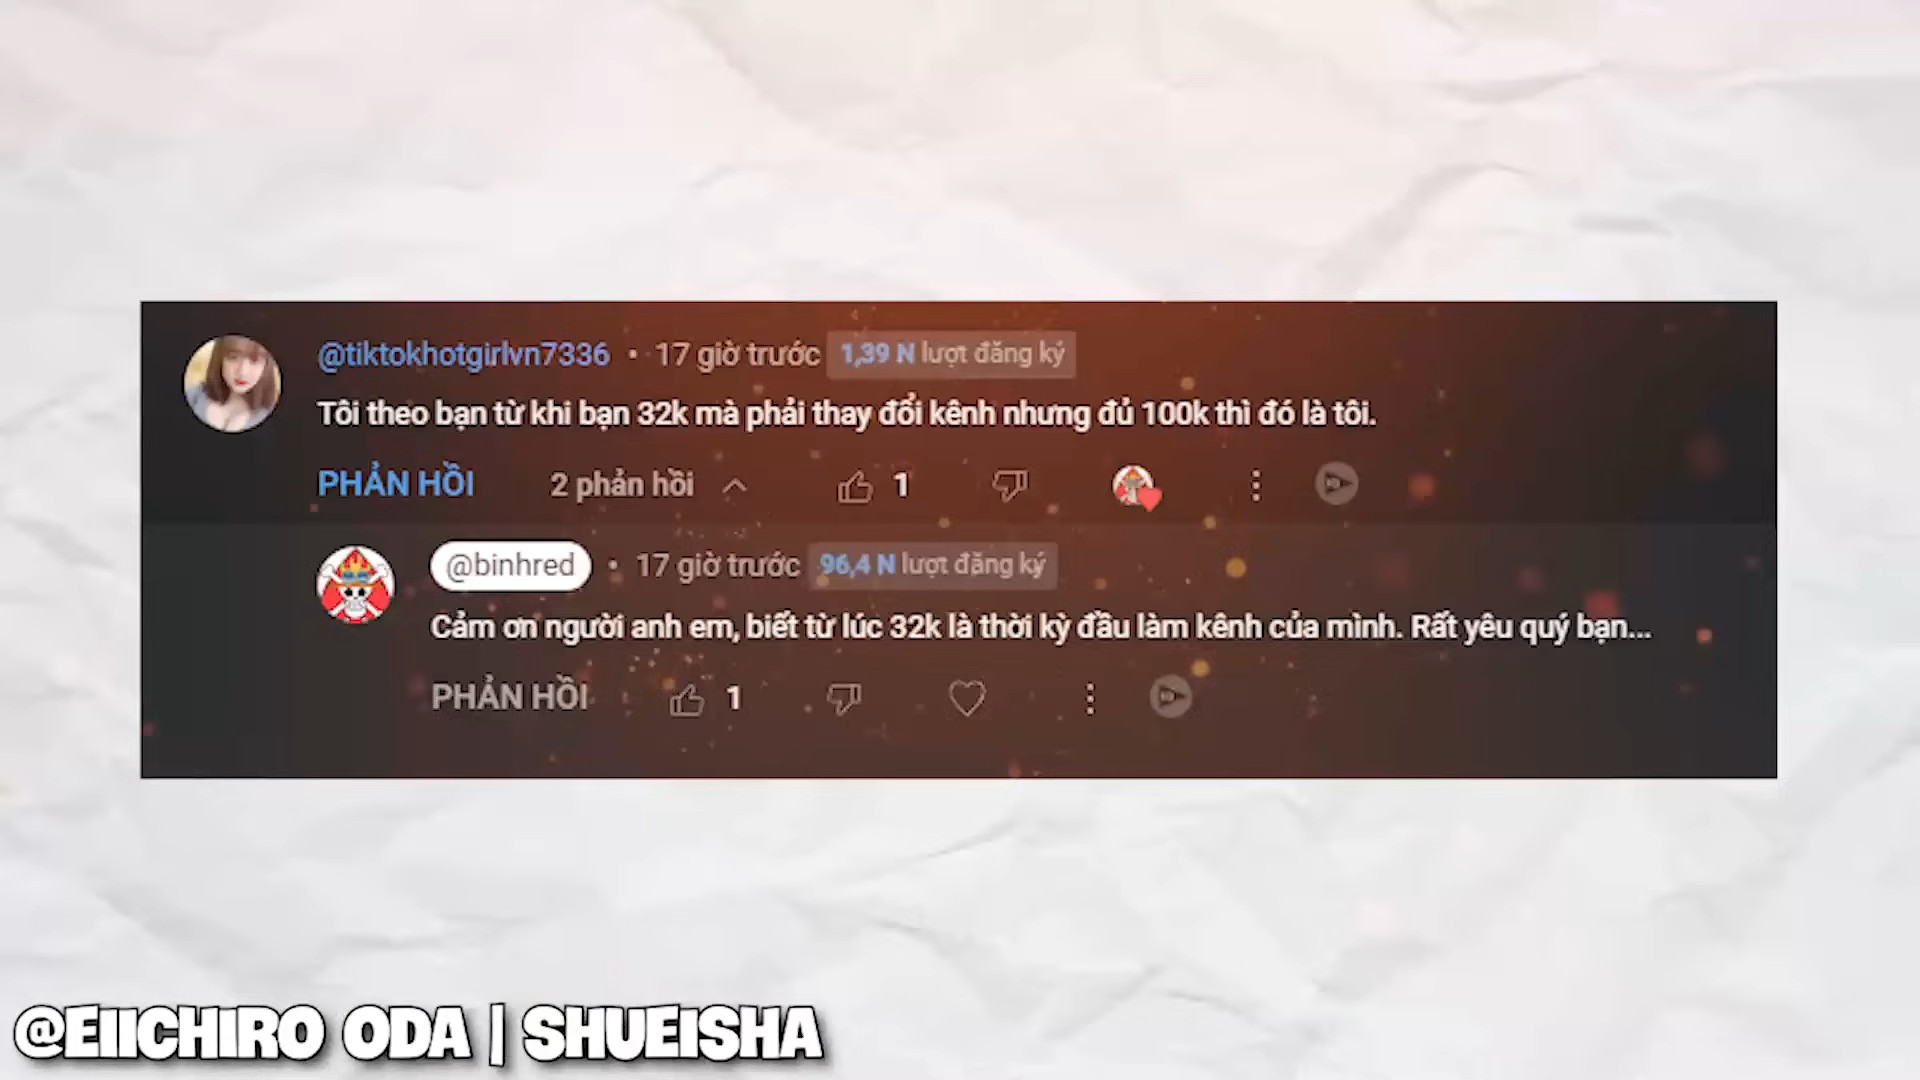 @tiktokhotgirlvn7336 • 17 giờ trước 1,39 N lượt đăng ký
Tôi theo bạn từ khi bạn 32k mà phải thay đổi kênh nhưng đủ 100k thì đó là tôi.
PHẢN HỒI 2 phản hồi 1
@binhred • 17 giờ trước 96,4 N lượt đăng ký
Cảm ơn người anh em, biết từ lúc 32k là thời kỳ đầu làm kênh của mình. Rất yêu quý bạn...
PHẢN HỒI 1
@EIICHIRO ODA | SHUEISHA